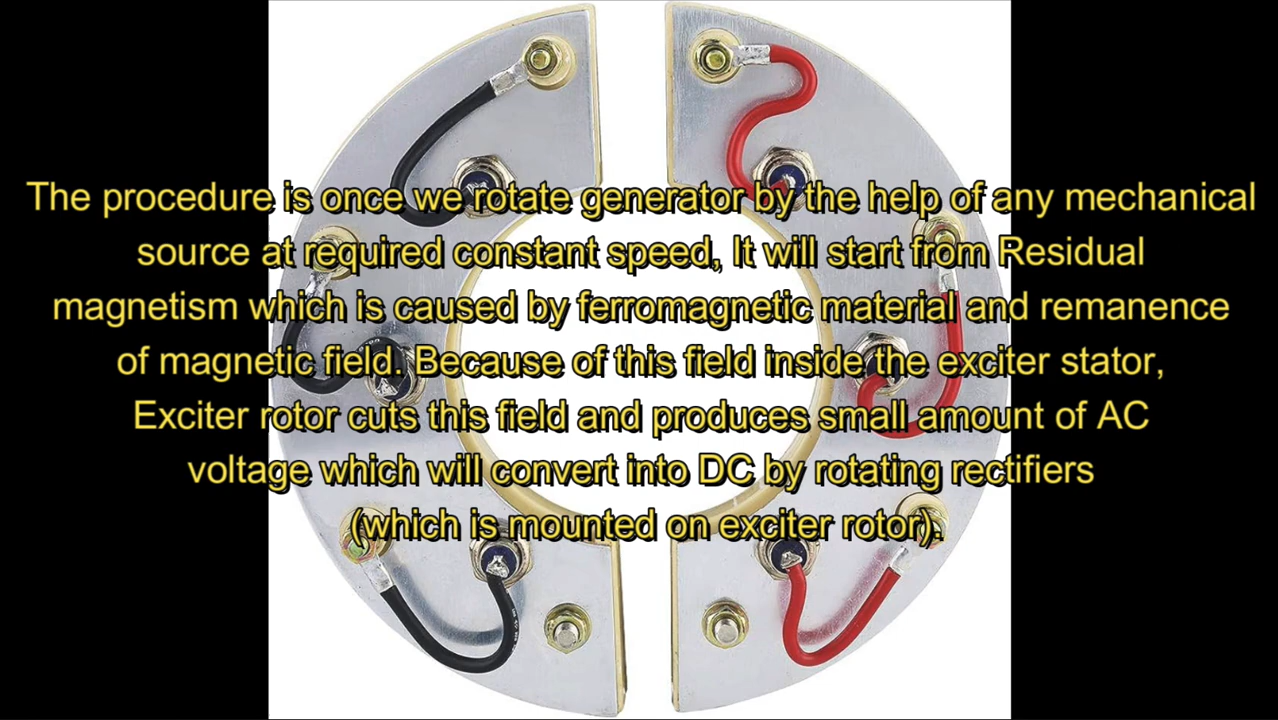 The procedure is once we rotate generator by the help of any mechanical
source at required constant speed, It will start from Residual
magnetism which is caused by ferromagnetic material and remanence
of magnetic field. Because of this field inside the exciter stator,
Exciter rotor cuts this field and produces small amount of AC
voltage which will convert into DC by rotating rectifiers
(which is mounted on exciter rotor).